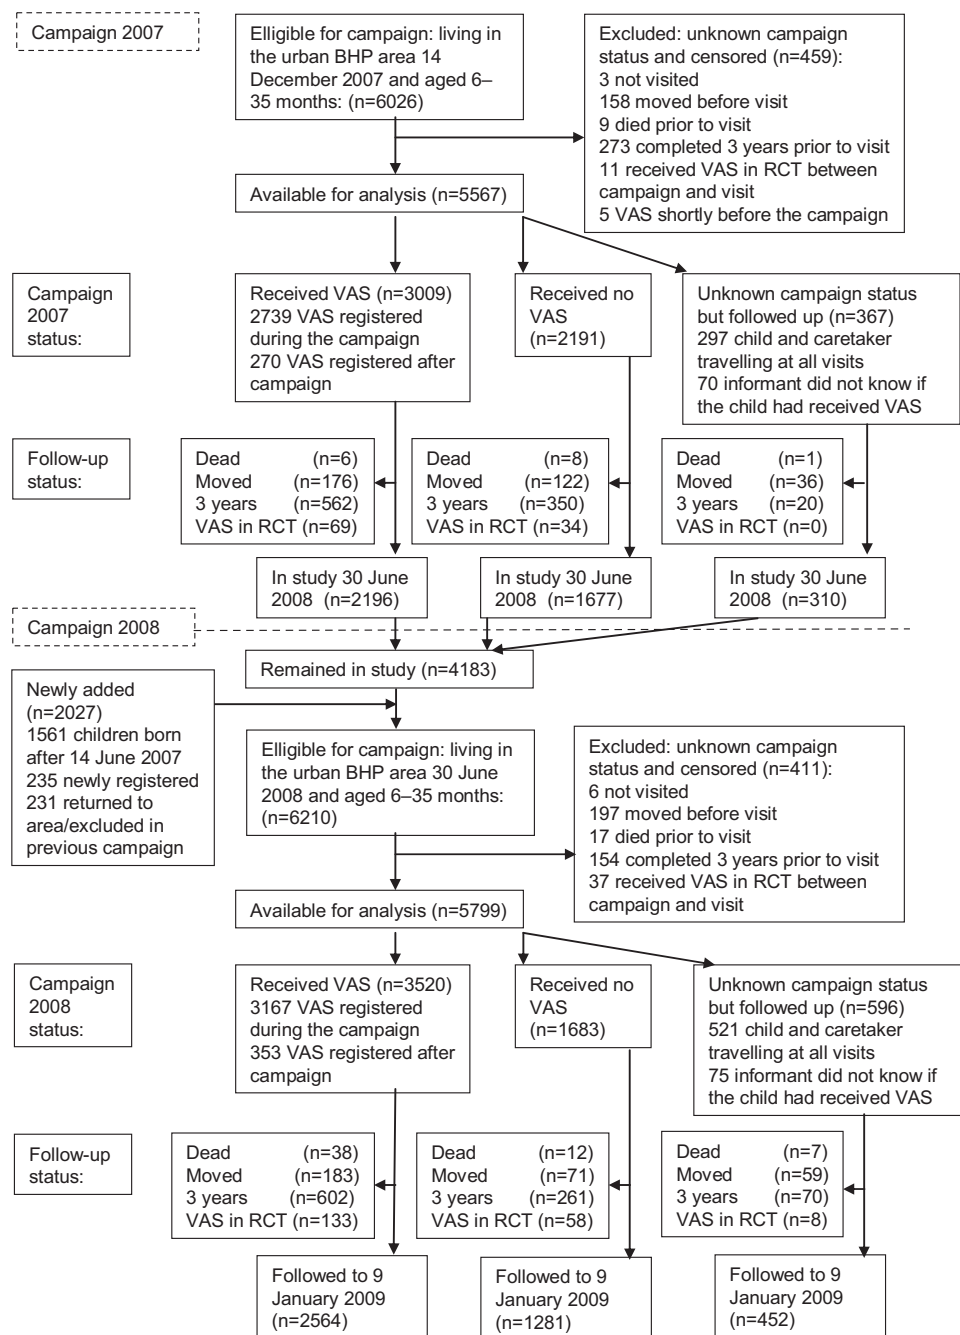 Campaign 2007
Elligible for campaign: living in
the urban BHP area 14
December 2007 and aged 6–
35 months: (n=6026)
Excluded: unknown campaign
status and censored (n=459):
3 not visited
158 moved before visit
9 died prior to visit
273 completed 3 years prior to visit
11 received VAS in RCT between
campaign and visit
5 VAS shortly before the campaign
Available for analysis (n=5567)
Campaign
2007
status:
Received VAS (n=3009)
2739 VAS registered
during the campaign
270 VAS registered after
campaign
Received no
VAS
(n=2191)
Unknown campaign status
but followed up (n=367)
297 child and caretaker
travelling at all visits
70 informant did not know if
the child had received VAS
Follow-up
status:
Dead (n=6)
Moved (n=176)
3 years (n=562)
VAS in RCT (n=69)
Dead (n=8)
Moved (n=122)
3 years (n=350)
VAS in RCT (n=34)
Dead (n=1)
Moved (n=36)
3 years (n=20)
VAS in RCT (n=0)
In study 30 June
2008 (n=2196)
In study 30 June
2008 (n=1677)
In study 30 June
2008 (n=310)
Campaign 2008
Remained in study (n=4183)
Newly added
(n=2027)
1561 children born
after 14 June 2007
235 newly registered
231 returned to
area/excluded in
previous campaign
Elligible for campaign: living in
the urban BHP area 30 June
2008 and aged 6–35 months:
(n=6210)
Excluded: unknown campaign
status and censored (n=411):
6 not visited
197 moved before visit
17 died prior to visit
154 completed 3 years prior to visit
37 received VAS in RCT between
campaign and visit
Available for analysis (n=5799)
Campaign
2008
status:
Received VAS (n=3520)
3167 VAS registered
during the campaign
353 VAS registered after
campaign
Received no
VAS
(n=1683)
Unknown campaign status
but followed up (n=596)
521 child and caretaker
travelling at all visits
75 informant did not know if
the child had received VAS
Follow-up
status:
Dead (n=38)
Moved (n=183)
3 years (n=602)
VAS in RCT (n=133)
Dead (n=12)
Moved (n=71)
3 years (n=261)
VAS in RCT (n=58)
Dead (n=7)
Moved (n=59)
3 years (n=70)
VAS in RCT (n=8)
Followed to 9
January 2009
(n=2564)
Followed to 9
January 2009
(n=1281)
Followed to 9
January 2009
(n=452)